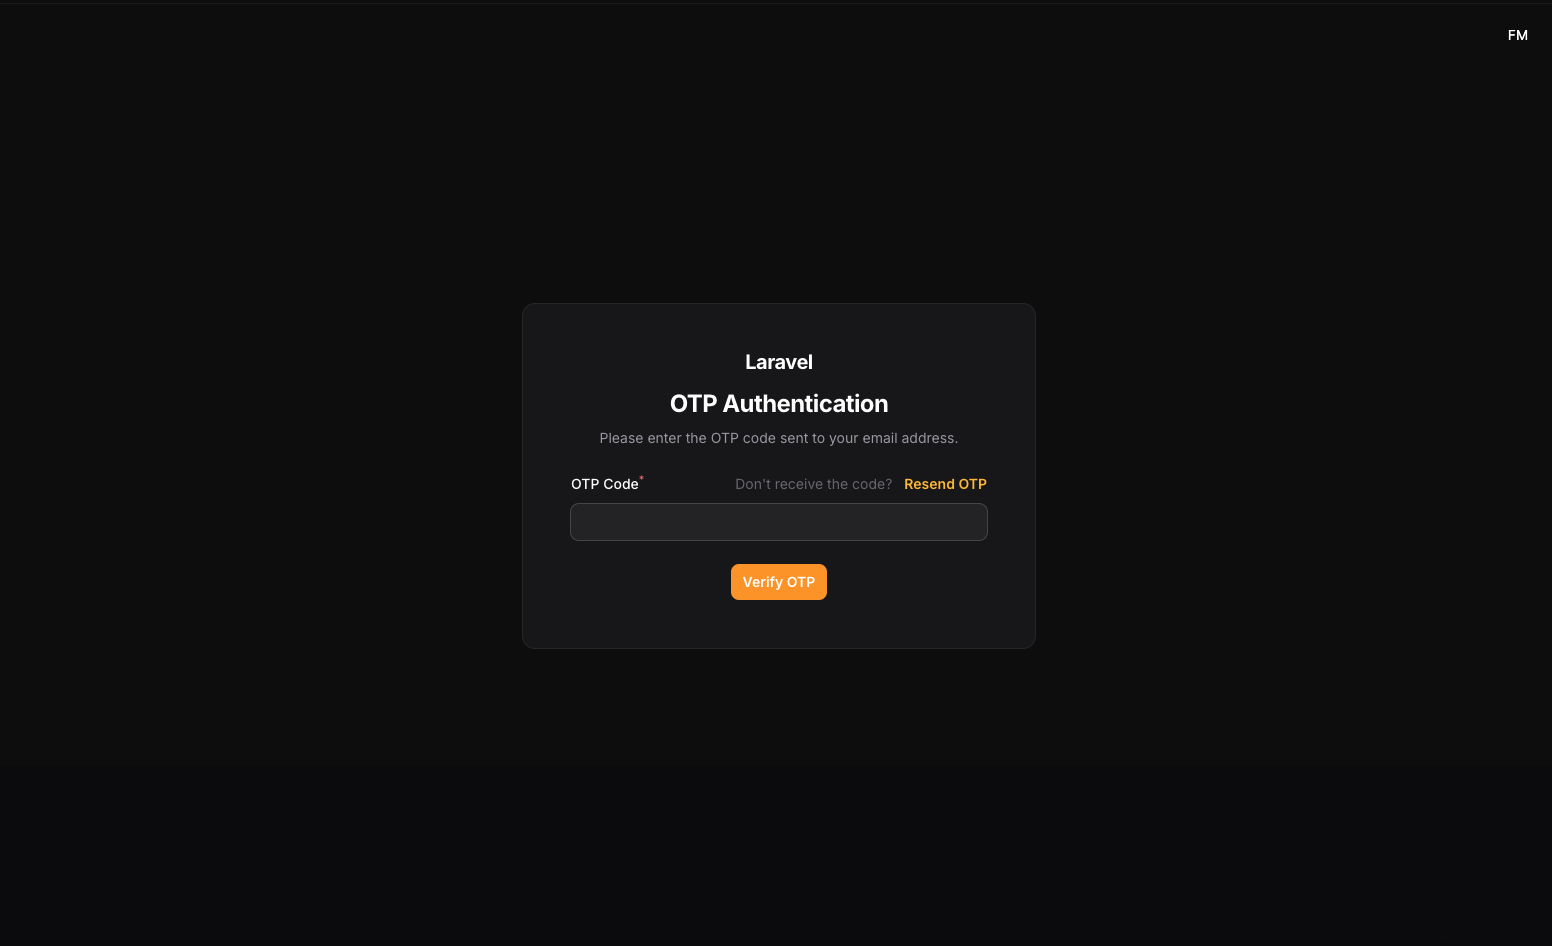 FM
Laravel
OTP Authentication
Please enter the OTP code sent to your email address.
OTP Code* Don't receive the code? Resend OTP
Verify OTP